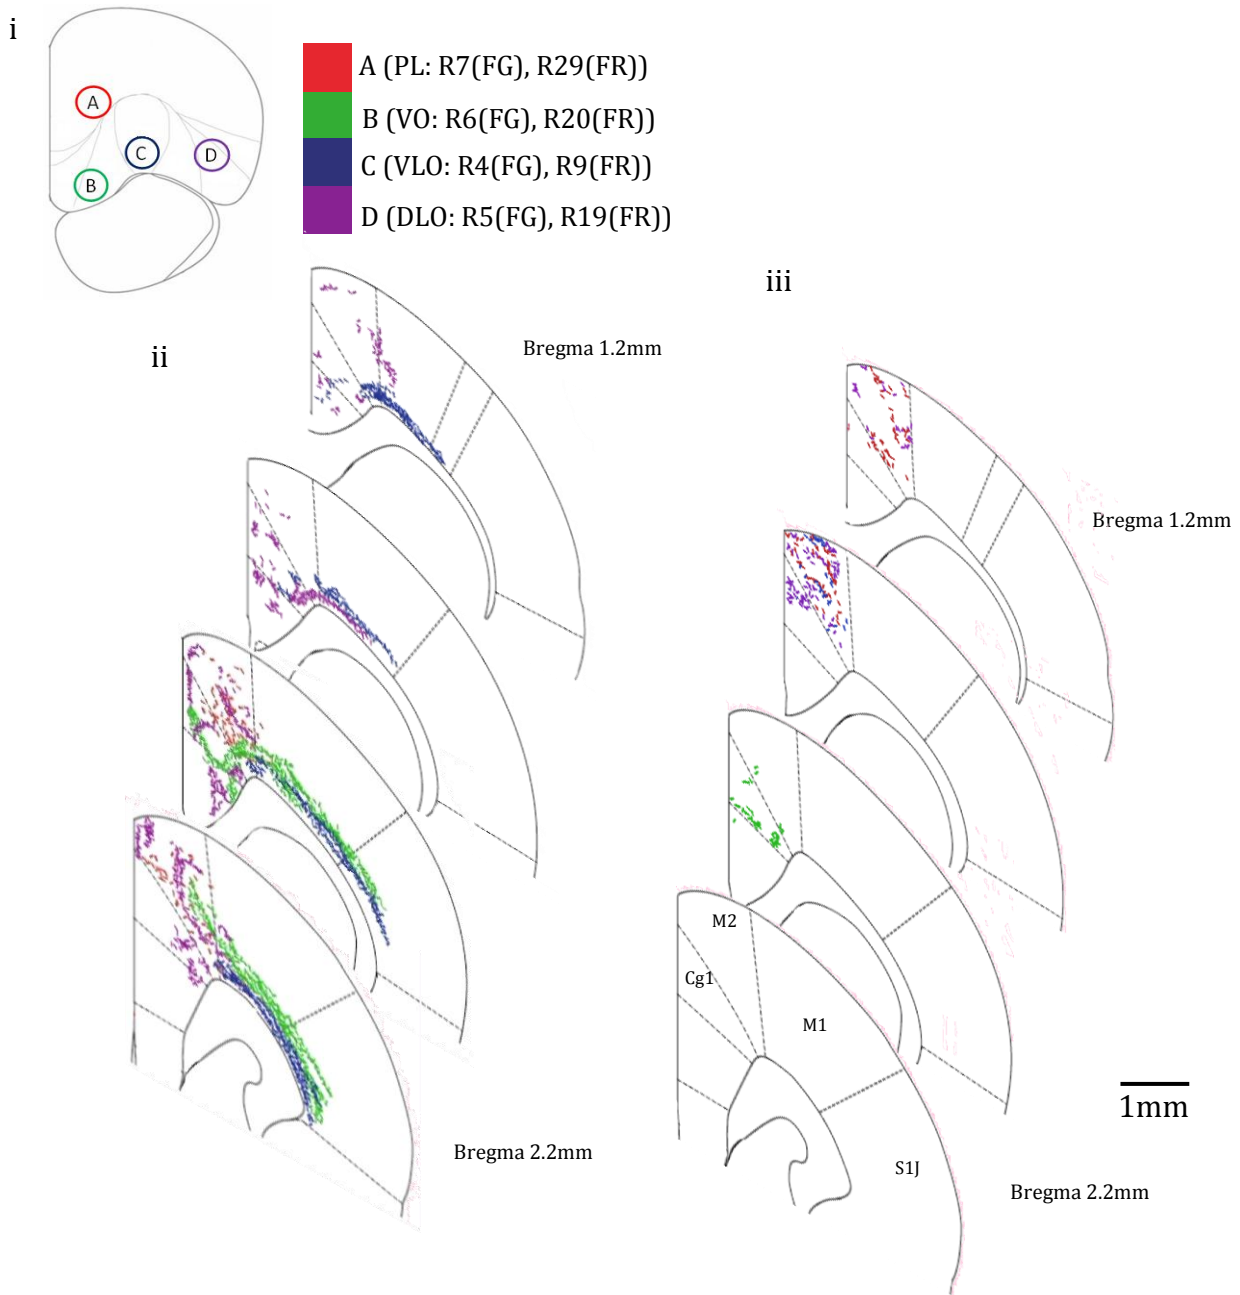 i
A
B
C
D
A (PL: R7(FG), R29(FR))
B (VO: R6(FG), R20(FR))
C (VLO: R4(FG), R9(FR))
D (DLO: R5(FG), R19(FR))
ii
Bregma 1.2mm
Bregma 2.2mm
iii
Bregma 1.2mm
M2
Cg1
M1
S1J
1mm
Bregma 2.2mm